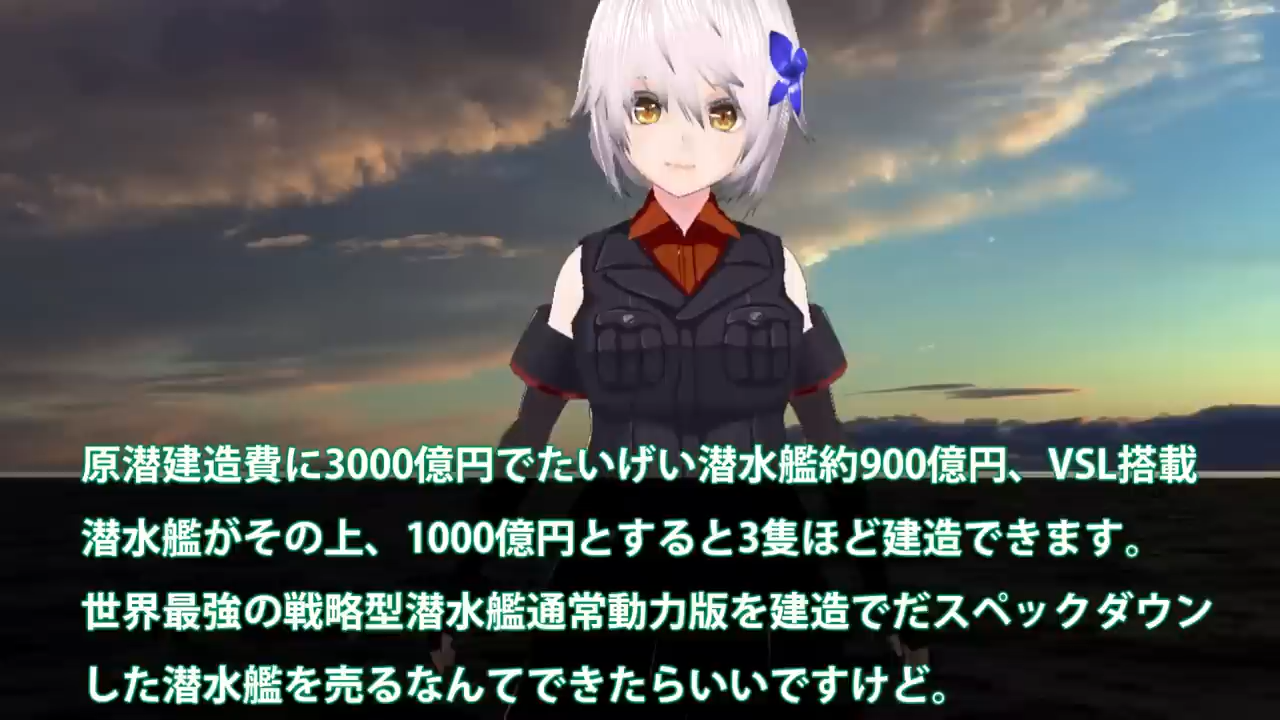 原潜建造費に3000億円でたいげい潜水艦約900億円、VSL搭載
潜水艦がその上、1000億円とすると3隻ほど建造できます。
世界最強の戦略型潜水艦通常動力版を建造でだスペックダウン
した潜水艦を売るなんてできたらいいですけど。